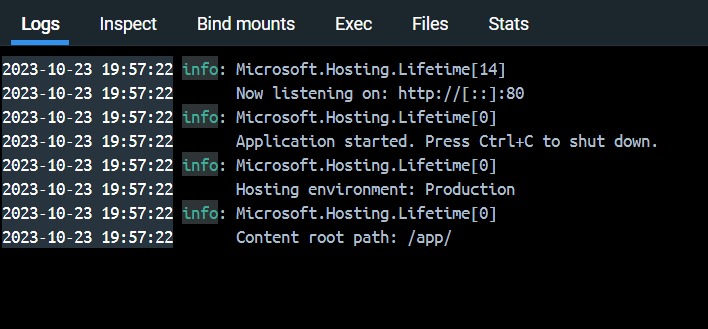 Logs Inspect Bind mounts Exec Files Stats
2023-10-23 19:57:22 info: Microsoft.Hosting.Lifetime[14]
2023-10-23 19:57:22       Now listening on: http://[::]:80
2023-10-23 19:57:22 info: Microsoft.Hosting.Lifetime[0]
2023-10-23 19:57:22       Application started. Press Ctrl+C to shut down.
2023-10-23 19:57:22 info: Microsoft.Hosting.Lifetime[0]
2023-10-23 19:57:22       Hosting environment: Production
2023-10-23 19:57:22 info: Microsoft.Hosting.Lifetime[0]
2023-10-23 19:57:22       Content root path: /app/